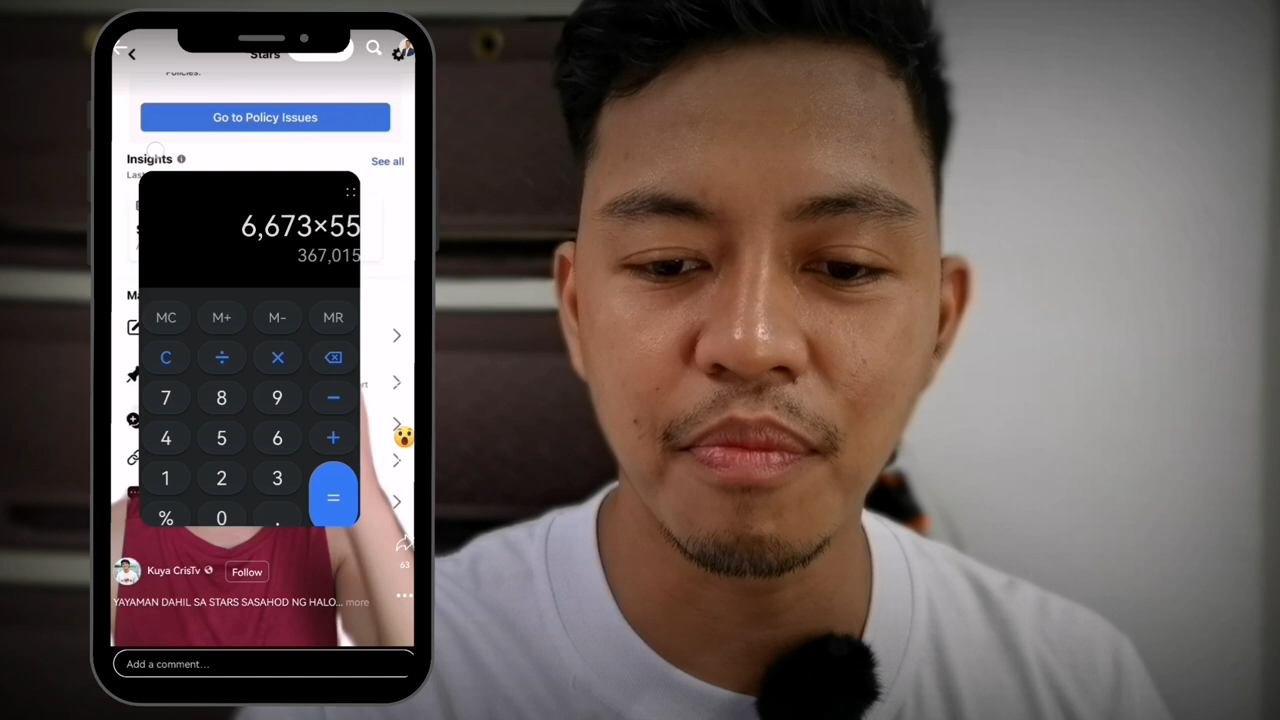 Stars
Policies.
Go to Policy Issues
Insights
See all
6,673×55
367,015
MC M+ M− MR
C ÷ ×
7 8 9 −
4 5 6 +
1 2 3 =
% 0 .
Kuya CrisTv
Follow
63
YAYAMAN DAHIL SA STARS SASAHOD NG HALO... more
Add a comment...